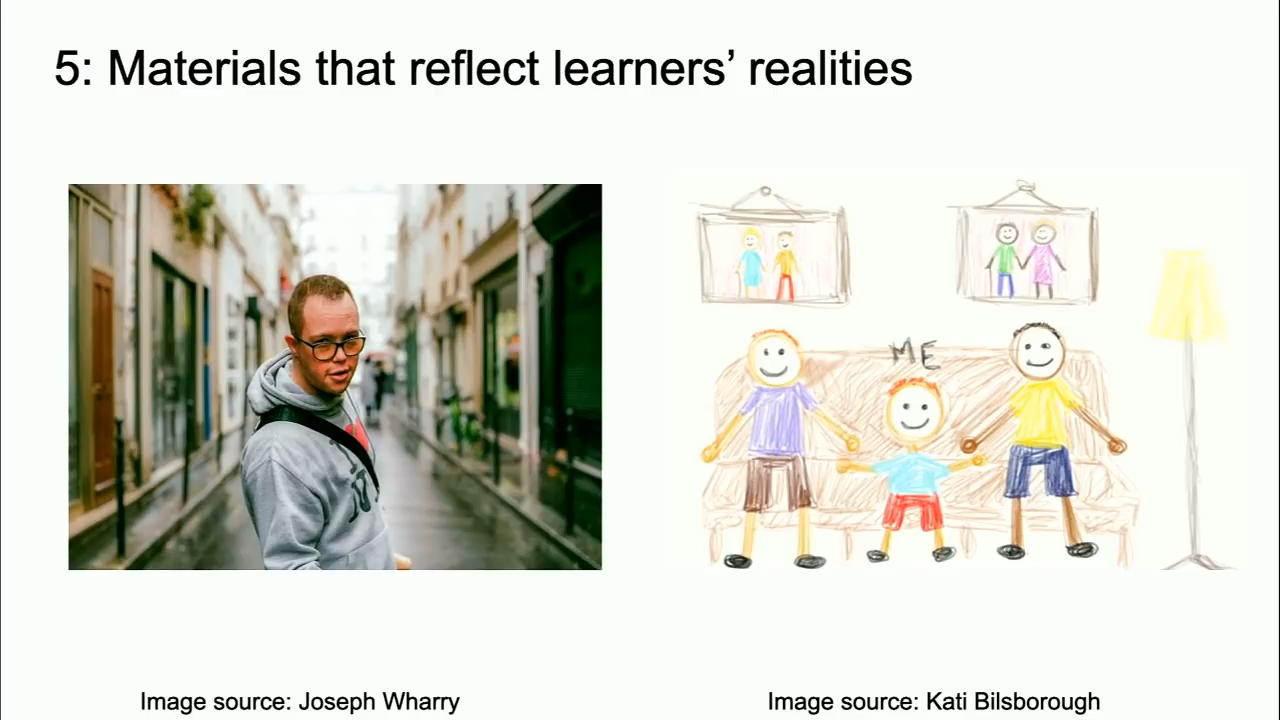 5: Materials that reflect learners’ realities
ME
Image source: Joseph Wharry
Image source: Kati Bilsborough